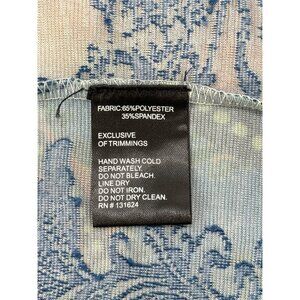 FABRIC:65%POLYESTER
35%SPANDEX
EXCLUSIVE
OF TRIMMINGS
HAND WASH COLD
SEPARATELY.
DO NOT BLEACH.
LINE DRY
DO NOT IRON.
DO NOT DRY CLEAN.
RN # 131624